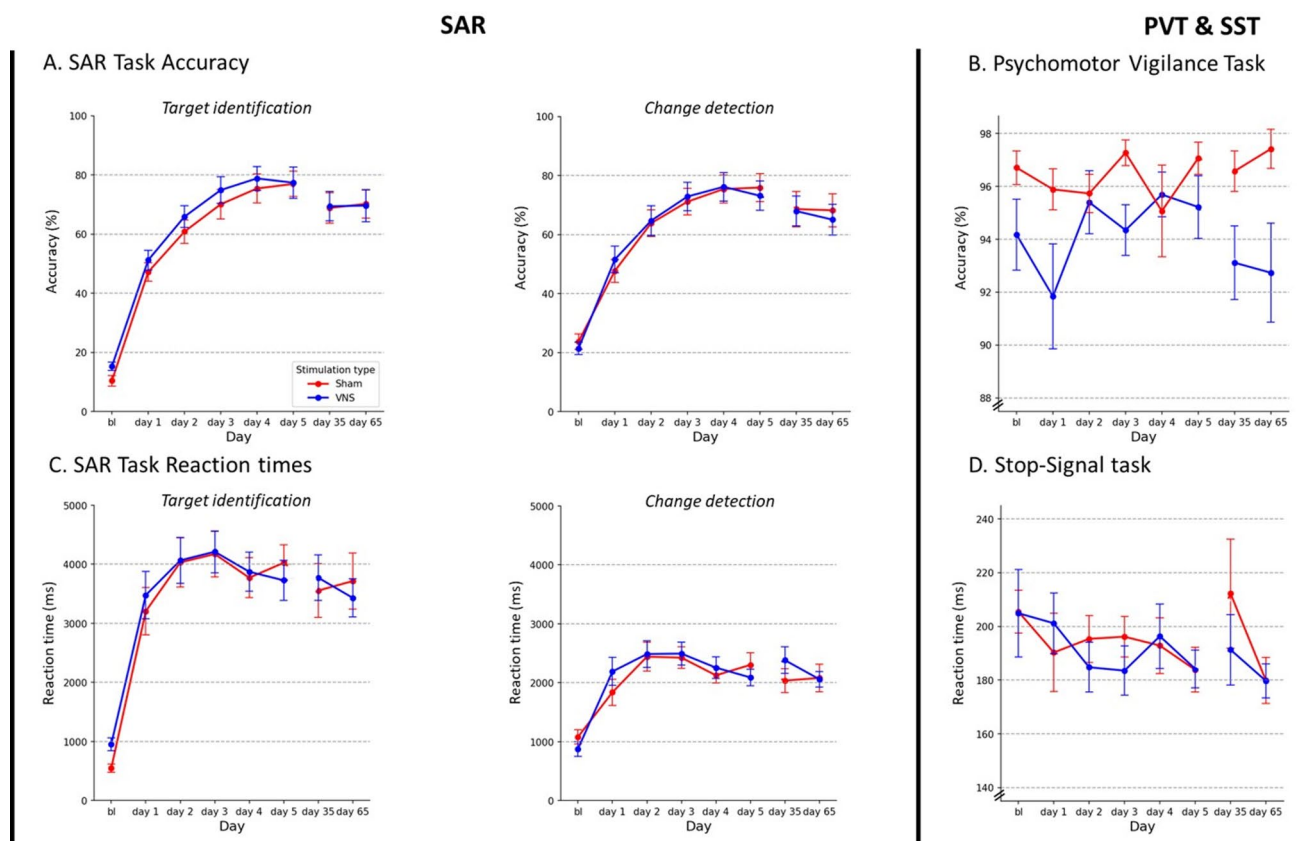 SAR
PVT & SST
A. SAR Task Accuracy
Target identification
Accuracy (%)
100
80
60
40
20
0
Stimulation type
Sham
VNS
bl day 1 day 2 day 3 day 4 day 5 day 35 day 65
Day
Change detection
Accuracy (%)
100
80
60
40
20
0
bl day 1 day 2 day 3 day 4 day 5 day 35 day 65
Day
B. Psychomotor Vigilance Task
Accuracy (%)
98
96
94
92
90
88
bl
day 1
day 2
day 3
day 4
day 5
day 35
day 65
Day
C. SAR Task Reaction times
Target identification
Reaction time (ms)
5000
4000
3000
2000
1000
0
bl day 1 day 2 day 3 day 4 day 5 day 35 day 65
Day
Change detection
Reaction time (ms)
5000
4000
3000
2000
1000
0
bl day 1 day 2 day 3 day 4 day 5 day 35 day 65
Day
D. Stop-Signal task
Reaction time (ms)
240
220
200
180
160
140
bl day 1 day 2 day 3 day 4 day 5 day 35 day 65
Day